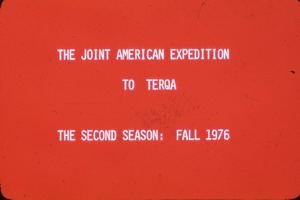 THE JOINT AMERICAN EXPEDITION
TO TERQA
THE SECOND SEASON: FALL 1976